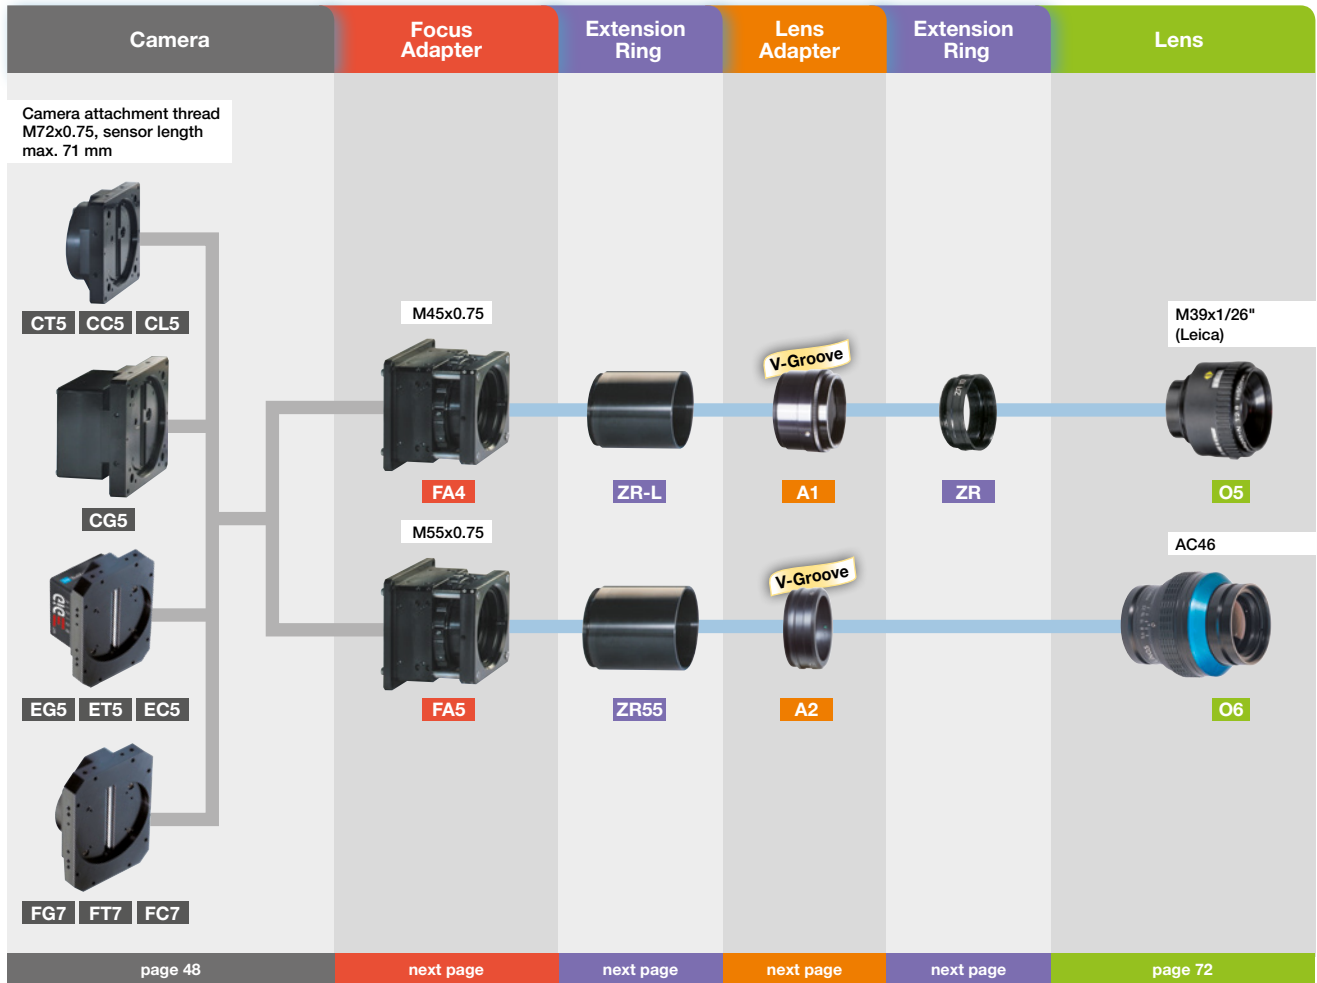 Camera
Focus
Adapter
Extension
Ring
Lens
Adapter
Extension
Ring
Lens
Camera attachment thread
M72x0.75, sensor length
max. 71 mm
CT5 CC5 CL5
CG5
EG5 ET5 EC5
FG7 FT7 FC7
M45x0.75
FA4
M55x0.75
FA5
ZR-L
ZR55
V-Groove
A1
V-Groove
A2
ZR
M39x1/26"
(Leica)
O5
AC46
O6
page 48
next page
next page
next page
next page
page 72